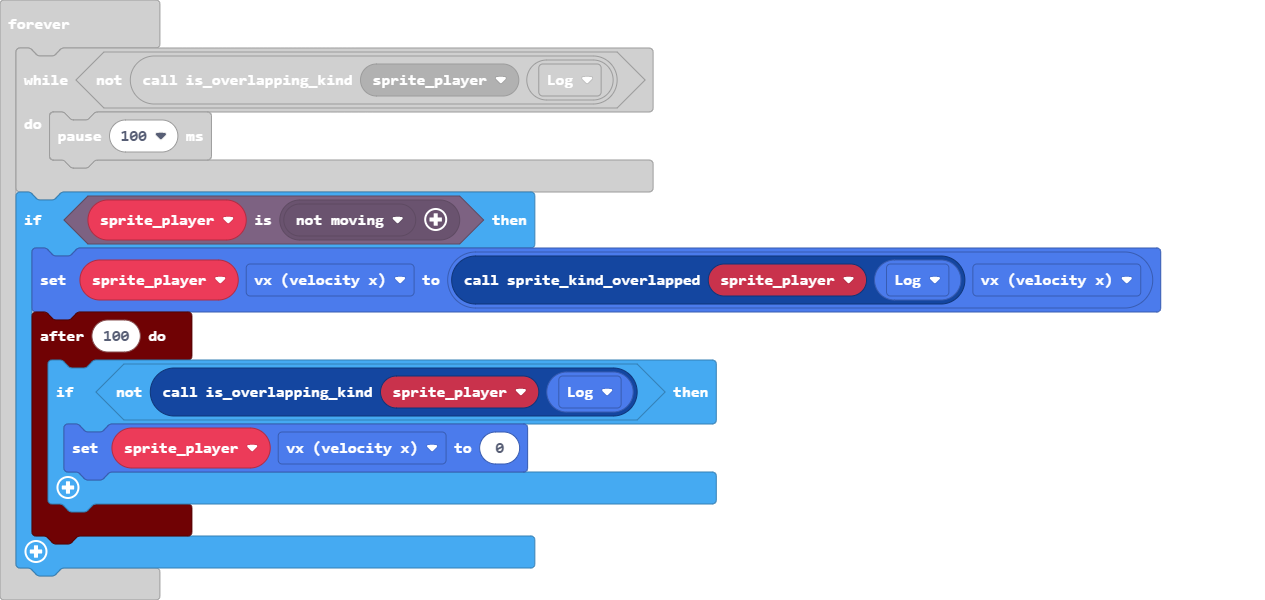 forever
while not call is_overlapping_kind sprite_player Log
do pause 100 ms
if sprite_player is not moving then
set sprite_player vx (velocity x) to call sprite_kind_overlapped sprite_player Log vx (velocity x)
after 100 do
if not call is_overlapping_kind sprite_player Log then
set sprite_player vx (velocity x) to 0